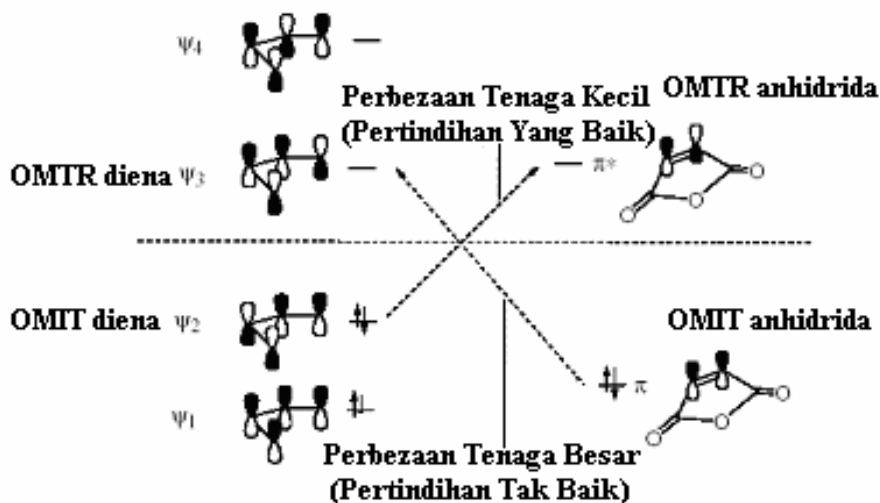 Ψ4
Perbezaan Tenaga Kecil
(Pertindihan Yang Baik)
OMTR anhidrida
OMTR diena Ψ3
π*
O
O
O
OMIT diena Ψ2
OMIT anhidrida
π
Ψ1
O
O
O
Perbezaan Tenaga Besar
(Pertindihan Tak Baik)